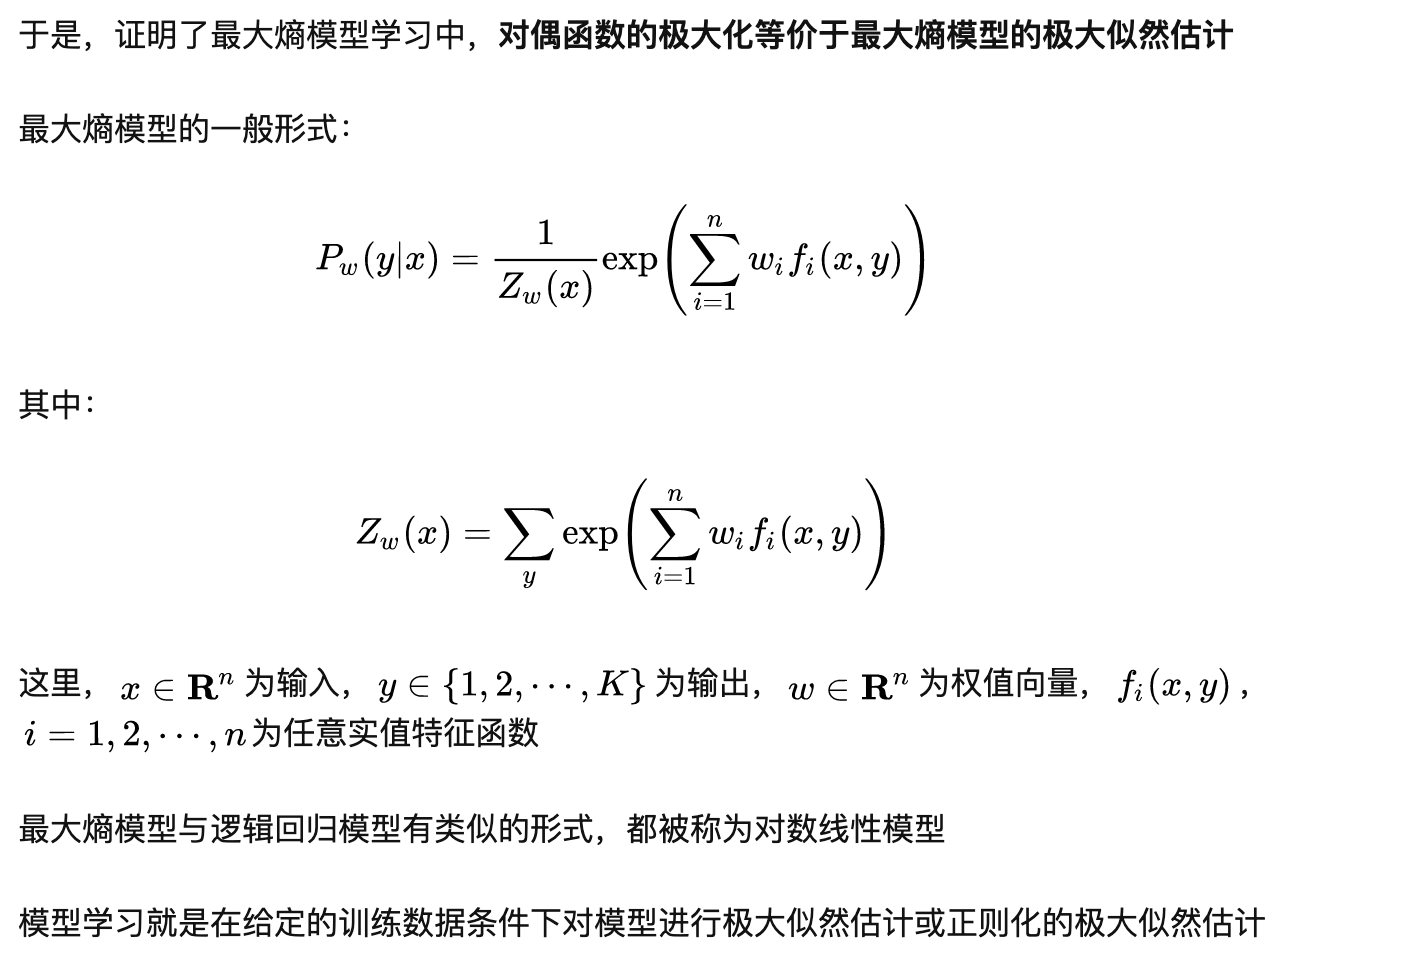 于是，证明了最大熵模型学习中，对偶函数的极大化等价于最大熵模型的极大似然估计
最大熵模型的一般形式：
P_w(y|x) = \frac{1}{Z_w(x)} \exp\left(\sum_{i=1}^{n} w_i f_i(x, y)\right)
其中：
Z_w(x) = \sum_{y} \exp\left(\sum_{i=1}^{n} w_i f_i(x, y)\right)
这里， x ∈ R^n 为输入， y ∈ {1, 2, ⋯, K} 为输出， w ∈ R^n 为权值向量， f_i(x, y) ，
i = 1, 2, ⋯, n 为任意实值特征函数
最大熵模型与逻辑回归模型有类似的形式，都被称为对数线性模型
模型学习就是在给定的训练数据条件下对模型进行极大似然估计或正则化的极大似然估计